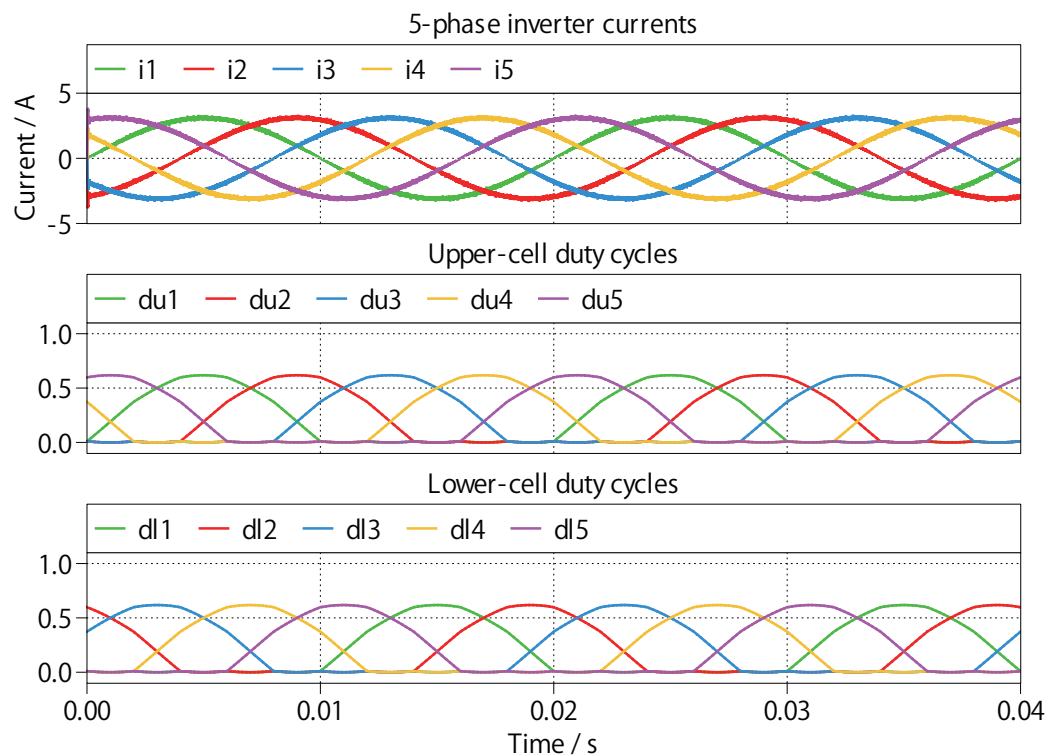 5-phase inverter currents
i1 i2 i3 i4 i5
5
0
-5
Current / A
Upper-cell duty cycles
du1 du2 du3 du4 du5
1.0
0.5
0.0
Lower-cell duty cycles
dl1 dl2 dl3 dl4 dl5
1.0
0.5
0.0
0.00 0.01 0.02 0.03 0.04
Time / s